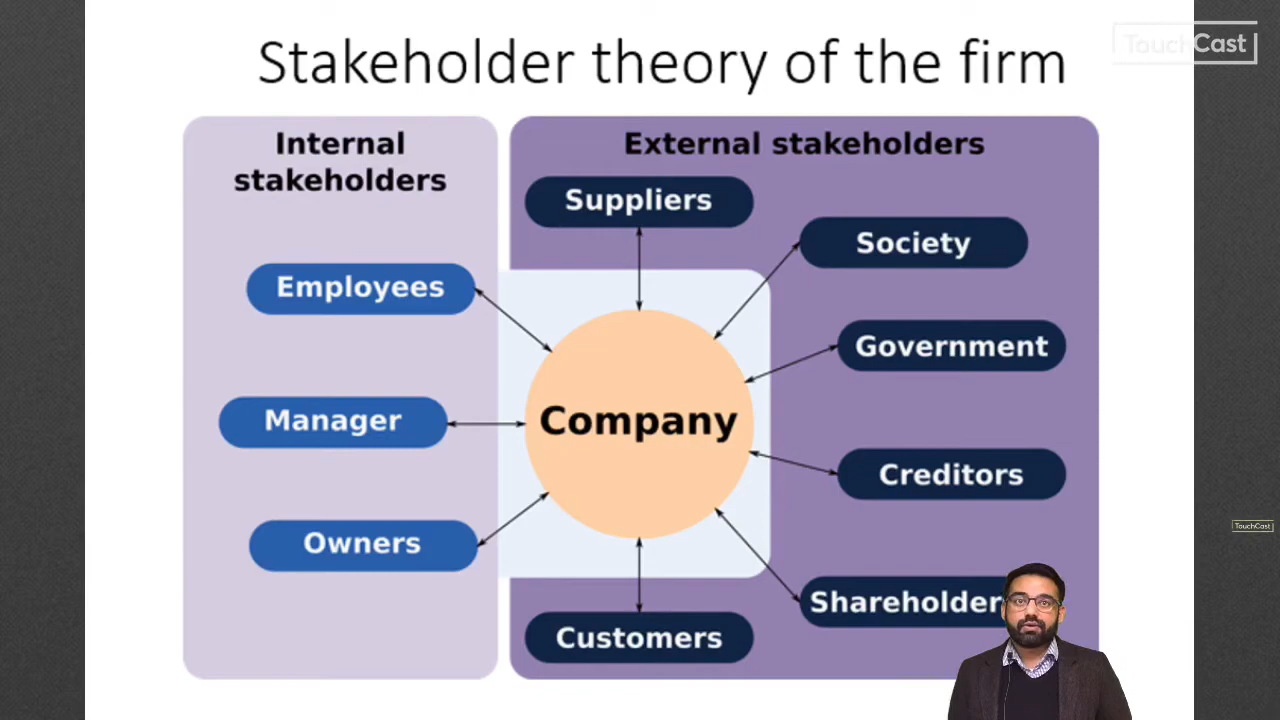 Stakeholder theory of the firm
TouchCast
Internal
stakeholders
External stakeholders
Suppliers
Society
Employees
Government
Manager
Company
Creditors
Owners
Shareholder
Customers
TouchCast